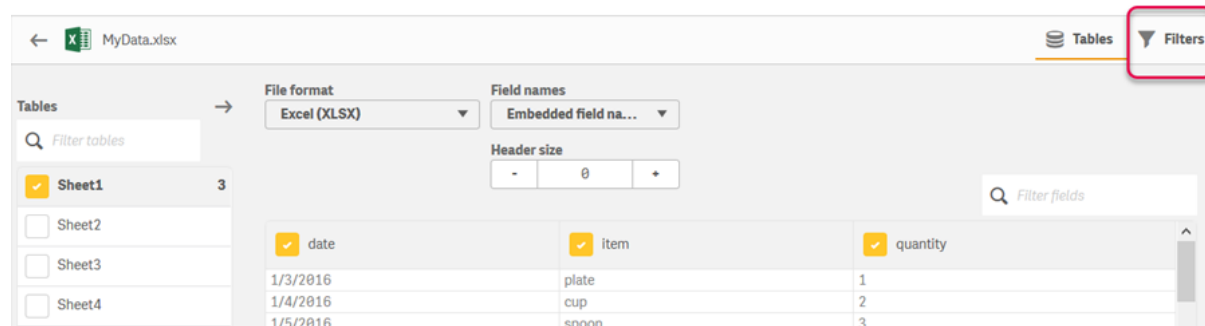 MyData.xlsx
Tables
Filters
Tables
Filter tables
Sheet1 3
Sheet2
Sheet3
Sheet4
File format
Excel (XLSX)
Field names
Embedded field na...
Header size
- 0 +
Filter fields
date item quantity
1/3/2016 plate 1
1/4/2016 cup 2
1/5/2016 spoon 3